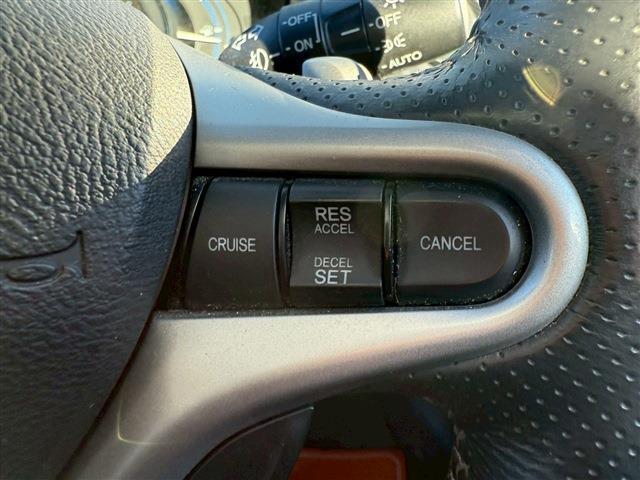 OFF
ON
OFF
AUTO
CRUISE
RES
ACCEL
DECEL
SET
CANCEL